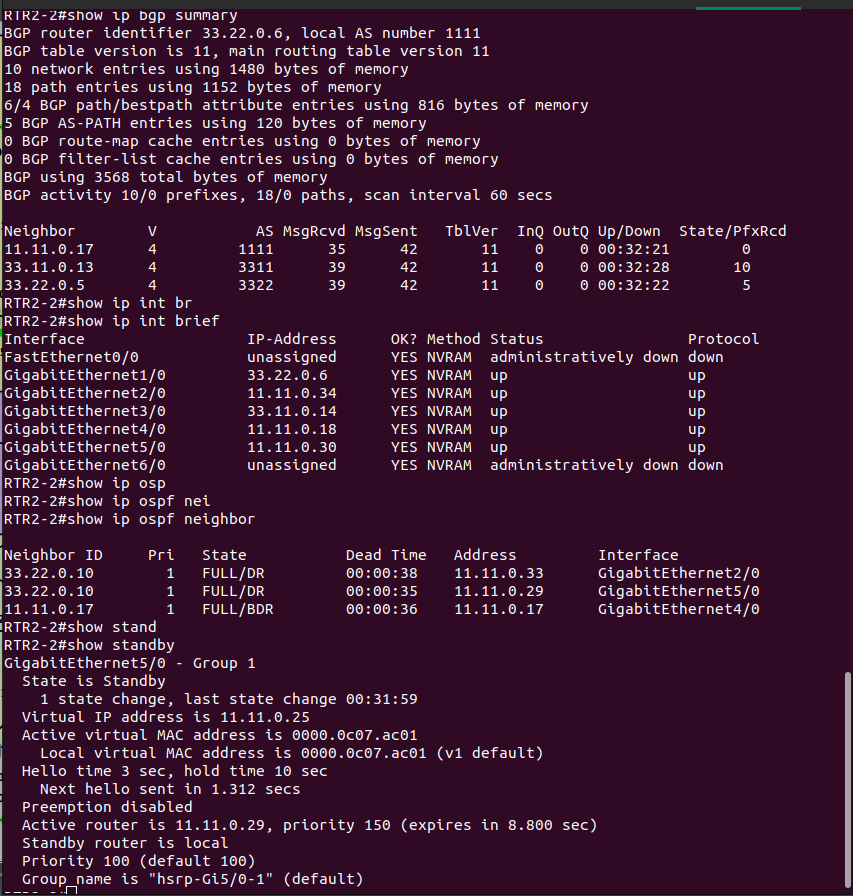 RTR2-2#show ip bgp summary
BGP router identifier 33.22.0.6, local AS number 1111
BGP table version is 11, main routing table version 11
10 network entries using 1480 bytes of memory
18 path entries using 1152 bytes of memory
6/4 BGP path/bestpath attribute entries using 816 bytes of memory
5 BGP AS-PATH entries using 120 bytes of memory
0 BGP route-map cache entries using 0 bytes of memory
0 BGP filter-list cache entries using 0 bytes of memory
BGP using 3568 total bytes of memory
BGP activity 10/0 prefixes, 18/0 paths, scan interval 60 secs

Neighbor        V           AS MsgRcvd MsgSent   TblVer  InQ OutQ Up/Down  State/PfxRcd
11.11.0.17      4         1111      35      42       11    0    0 00:32:21        0
33.11.0.13      4         3311      39      42       11    0    0 00:32:28       10
33.22.0.5       4         3322      39      42       11    0    0 00:32:22        5
RTR2-2#show ip int br
RTR2-2#show ip int brief
Interface                  IP-Address      OK? Method Status                Protocol
FastEthernet0/0            unassigned      YES NVRAM  administratively down down
GigabitEthernet1/0         33.22.0.6       YES NVRAM  up                    up
GigabitEthernet2/0         11.11.0.34      YES NVRAM  up                    up
GigabitEthernet3/0         33.11.0.14      YES NVRAM  up                    up
GigabitEthernet4/0         11.11.0.18      YES NVRAM  up                    up
GigabitEthernet5/0         11.11.0.30      YES NVRAM  up                    up
GigabitEthernet6/0         unassigned      YES NVRAM  administratively down down
RTR2-2#show ip osp
RTR2-2#show ip ospf nei
RTR2-2#show ip ospf neighbor

Neighbor ID     Pri   State           Dead Time   Address         Interface
33.22.0.10        1   FULL/DR         00:00:38    11.11.0.33      GigabitEthernet2/0
33.22.0.10        1   FULL/DR         00:00:35    11.11.0.29      GigabitEthernet5/0
11.11.0.17        1   FULL/BDR        00:00:36    11.11.0.17      GigabitEthernet4/0
RTR2-2#show stand
RTR2-2#show standby
GigabitEthernet5/0 - Group 1
  State is Standby
    1 state change, last state change 00:31:59
  Virtual IP address is 11.11.0.25
  Active virtual MAC address is 0000.0c07.ac01
    Local virtual MAC address is 0000.0c07.ac01 (v1 default)
  Hello time 3 sec, hold time 10 sec
    Next hello sent in 1.312 secs
  Preemption disabled
  Active router is 11.11.0.29, priority 150 (expires in 8.800 sec)
  Standby router is local
  Priority 100 (default 100)
  Group name is "hsrp-Gi5/0-1" (default)